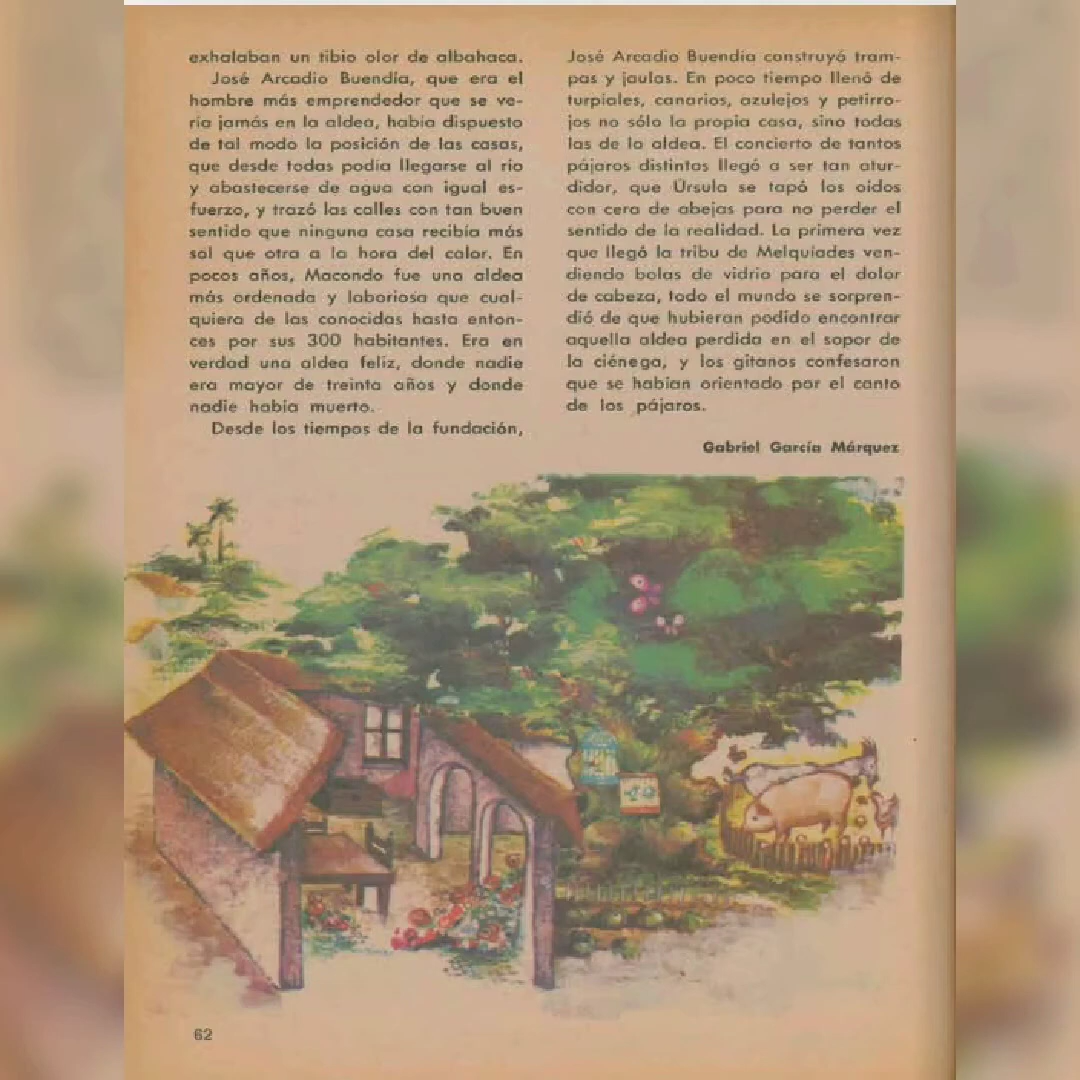 exhalaban un tibio olor de albahaca.
José Arcadio Buendía, que era el
hombre más emprendedor que se ve-
ría jamás en la aldea, había dispuesto
de tal modo la posición de las casas,
que desde todas podía llegarse al río
y abastecerse de agua con igual es-
fuerzo, y trazó las calles con tan buen
sentido que ninguna casa recibía más
sol que otra a la hora del calor. En
pocos años, Macondo fue una aldea
más ordenada y laboriosa que cual-
quiera de las conocidas hasta enton-
ces por sus 300 habitantes. Era en
verdad una aldea feliz, donde nadie
era mayor de treinta años y donde
nadie había muerto.
Desde los tiempos de la fundación,
José Arcadio Buendía construyó tram-
pas y jaulas. En poco tiempo llenó de
turpiales, canarios, azulejos y petirro-
jos no sólo la propia casa, sino todas
las de la aldea. El concierto de tantos
pájaros distintos llegó a ser tan atur-
didor, que Úrsula se tapó los oídos
con cera de abejas para no perder el
sentido de la realidad. La primera vez
que llegó la tribu de Melquíades ven-
diendo bolas de vidrio para el dolor
de cabeza, todo el mundo se sorpren-
dió de que hubieran podido encontrar
aquella aldea perdida en el sopor de
la ciénega, y los gitanos confesaron
que se habían orientado por el canto
de los pájaros.
Gabriel García Márquez
62